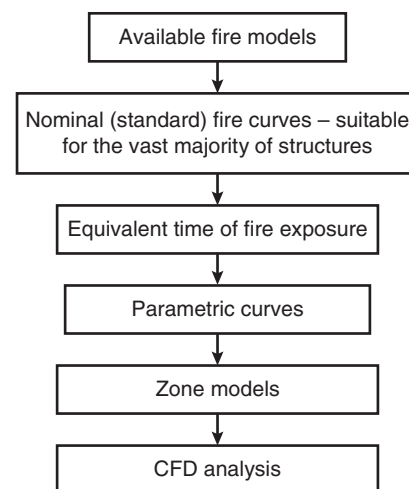 Available fire models
Nominal (standard) fire curves – suitable
for the vast majority of structures
Equivalent time of fire exposure
Parametric curves
Zone models
CFD analysis